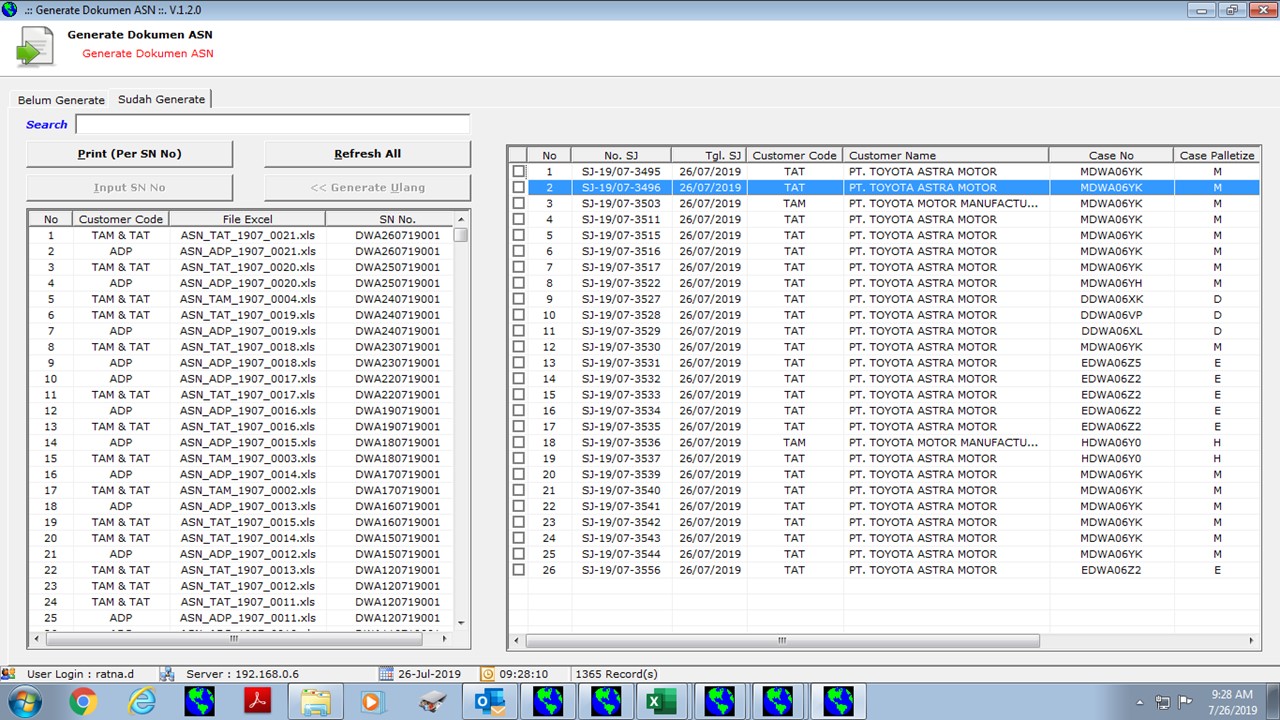 .:: Generate Dokumen ASN ::. V.1.2.0
Generate Dokumen ASN
Generate Dokumen ASN
Belum Generate Sudah Generate
Search
Print (Per SN No) Refresh All
Input SN No << Generate Ulang
No Customer Code File Excel SN No.
1 TAM & TAT ASN_TAT_1907_0021.xls DWA260719001
2 ADP ASN_ADP_1907_0021.xls DWA260719001
3 TAM & TAT ASN_TAT_1907_0020.xls DWA250719001
4 ADP ASN_ADP_1907_0020.xls DWA250719001
5 TAM & TAT ASN_TAM_1907_0004.xls DWA240719001
6 TAM & TAT ASN_TAT_1907_0019.xls DWA240719001
7 ADP ASN_ADP_1907_0019.xls DWA240719001
8 TAM & TAT ASN_TAT_1907_0018.xls DWA230719001
9 ADP ASN_ADP_1907_0018.xls DWA230719001
10 ADP ASN_ADP_1907_0017.xls DWA220719001
11 TAM & TAT ASN_TAT_1907_0017.xls DWA220719001
12 ADP ASN_ADP_1907_0016.xls DWA190719001
13 TAM & TAT ASN_TAT_1907_0016.xls DWA190719001
14 ADP ASN_ADP_1907_0015.xls DWA180719001
15 TAM & TAT ASN_TAM_1907_0003.xls DWA180719001
16 ADP ASN_ADP_1907_0014.xls DWA170719001
17 TAM & TAT ASN_TAM_1907_0002.xls DWA170719001
18 ADP ASN_ADP_1907_0013.xls DWA160719001
19 TAM & TAT ASN_TAT_1907_0015.xls DWA160719001
20 TAM & TAT ASN_TAT_1907_0014.xls DWA150719001
21 ADP ASN_ADP_1907_0012.xls DWA150719001
22 TAM & TAT ASN_TAT_1907_0013.xls DWA120719001
23 TAM & TAT ASN_TAT_1907_0012.xls DWA120719001
24 TAM & TAT ASN_TAT_1907_0011.xls DWA120719001
25 ADP ASN_ADP_1907_0011.xls DWA120719001
No No. SJ Tgl. SJ Customer Code Customer Name Case No Case Palletize
1 SJ-19/07-3495 26/07/2019 TAT PT. TOYOTA ASTRA MOTOR MDWA06YK M
2 SJ-19/07-3496 26/07/2019 TAT PT. TOYOTA ASTRA MOTOR MDWA06YK M
3 SJ-19/07-3503 26/07/2019 TAM PT. TOYOTA MOTOR MANUFACTU... MDWA06YK M
4 SJ-19/07-3511 26/07/2019 TAT PT. TOYOTA ASTRA MOTOR MDWA06YK M
5 SJ-19/07-3515 26/07/2019 TAT PT. TOYOTA ASTRA MOTOR MDWA06YK M
6 SJ-19/07-3516 26/07/2019 TAT PT. TOYOTA ASTRA MOTOR MDWA06YK M
7 SJ-19/07-3517 26/07/2019 TAT PT. TOYOTA ASTRA MOTOR MDWA06YK M
8 SJ-19/07-3522 26/07/2019 TAT PT. TOYOTA ASTRA MOTOR MDWA06YH M
9 SJ-19/07-3527 26/07/2019 TAT PT. TOYOTA ASTRA MOTOR DDWA06XK D
10 SJ-19/07-3528 26/07/2019 TAT PT. TOYOTA ASTRA MOTOR DDWA06VP D
11 SJ-19/07-3529 26/07/2019 TAT PT. TOYOTA ASTRA MOTOR DDWA06XL D
12 SJ-19/07-3530 26/07/2019 TAT PT. TOYOTA ASTRA MOTOR MDWA06YK M
13 SJ-19/07-3531 26/07/2019 TAT PT. TOYOTA ASTRA MOTOR EDWA06Z5 E
14 SJ-19/07-3532 26/07/2019 TAT PT. TOYOTA ASTRA MOTOR EDWA06Z2 E
15 SJ-19/07-3533 26/07/2019 TAT PT. TOYOTA ASTRA MOTOR EDWA06Z2 E
16 SJ-19/07-3534 26/07/2019 TAT PT. TOYOTA ASTRA MOTOR EDWA06Z2 E
17 SJ-19/07-3535 26/07/2019 TAT PT. TOYOTA ASTRA MOTOR EDWA06Z2 E
18 SJ-19/07-3536 26/07/2019 TAM PT. TOYOTA MOTOR MANUFACTU... HDWA06Y0 H
19 SJ-19/07-3537 26/07/2019 TAT PT. TOYOTA ASTRA MOTOR HDWA06Y0 H
20 SJ-19/07-3539 26/07/2019 TAT PT. TOYOTA ASTRA MOTOR MDWA06YK M
21 SJ-19/07-3540 26/07/2019 TAT PT. TOYOTA ASTRA MOTOR MDWA06YK M
22 SJ-19/07-3541 26/07/2019 TAT PT. TOYOTA ASTRA MOTOR MDWA06YK M
23 SJ-19/07-3542 26/07/2019 TAT PT. TOYOTA ASTRA MOTOR MDWA06YK M
24 SJ-19/07-3543 26/07/2019 TAT PT. TOYOTA ASTRA MOTOR MDWA06YK M
25 SJ-19/07-3544 26/07/2019 TAT PT. TOYOTA ASTRA MOTOR MDWA06YK M
26 SJ-19/07-3556 26/07/2019 TAT PT. TOYOTA ASTRA MOTOR EDWA06Z2 E
User Login : ratna.d Server : 192.168.0.6 26-Jul-2019 09:28:10 1365 Record(s)
9:28 AM
7/26/2019